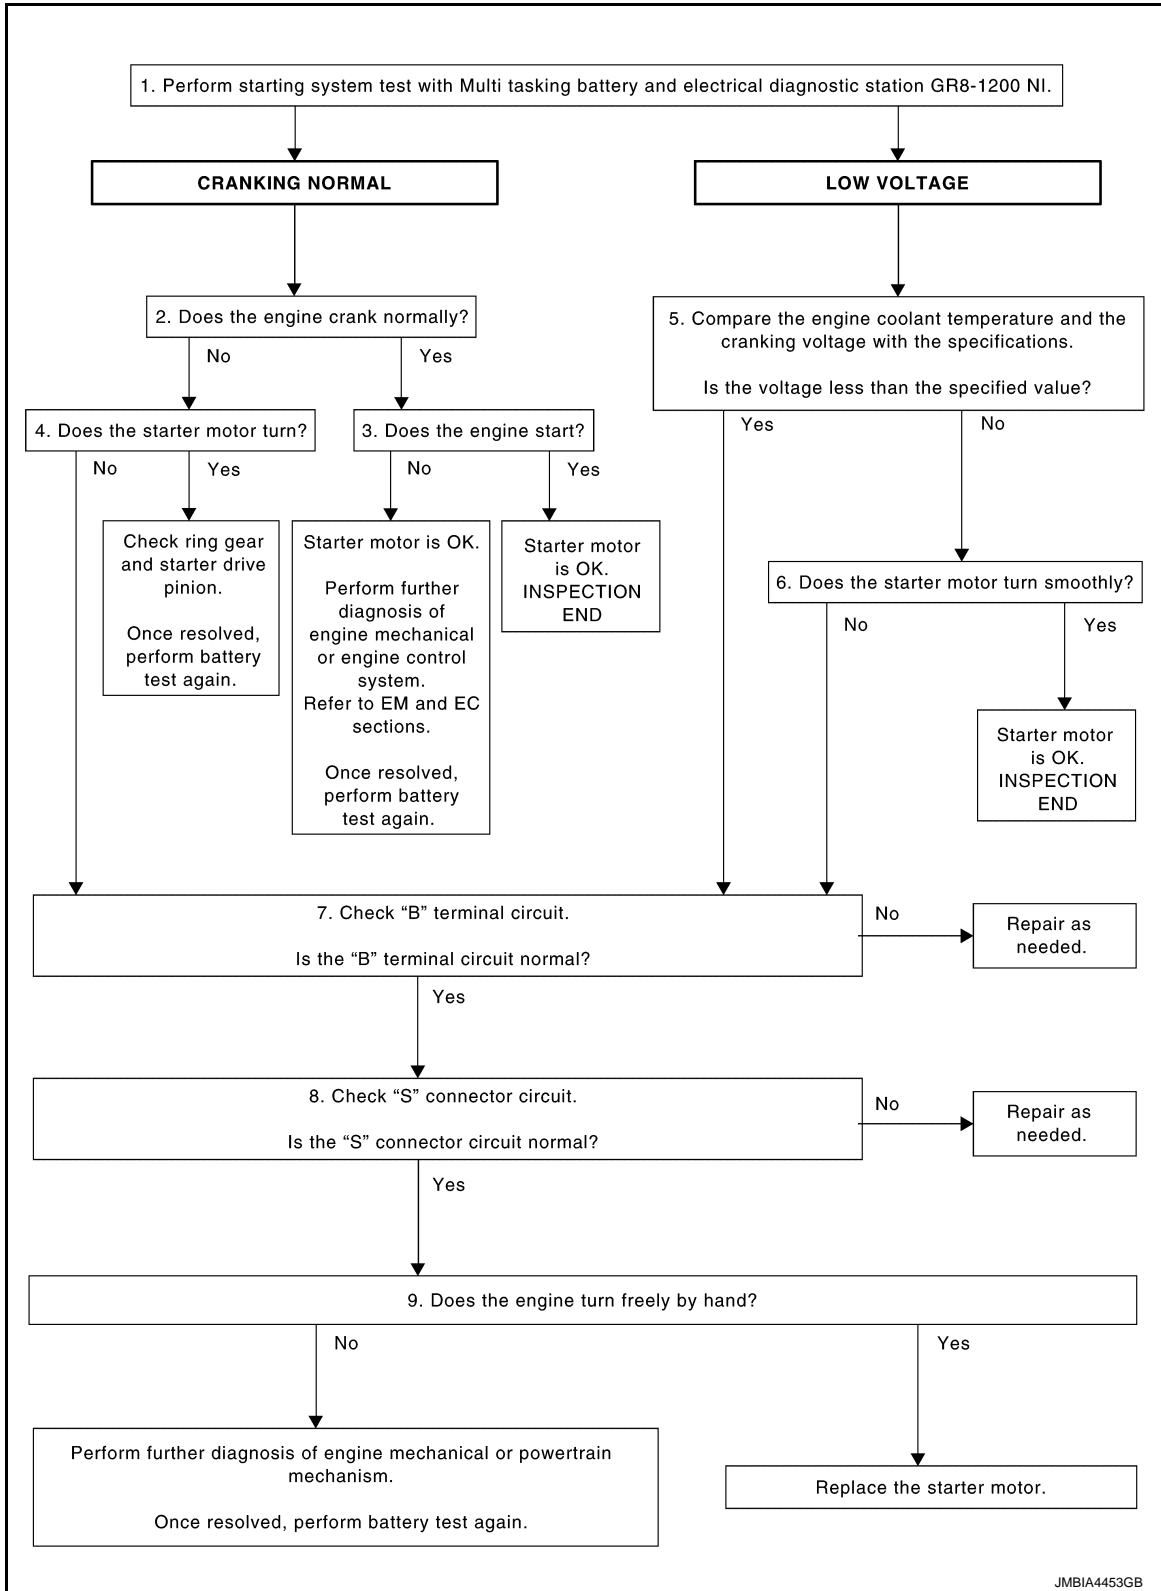 1. Perform starting system test with Multi tasking battery and electrical diagnostic station GR8-1200 NI.
CRANKING NORMAL
LOW VOLTAGE
2. Does the engine crank normally?
No
Yes
5. Compare the engine coolant temperature and the
cranking voltage with the specifications.
Is the voltage less than the specified value?
Yes
No
4. Does the starter motor turn?
No
Yes
3. Does the engine start?
No
Yes
Check ring gear
and starter drive
pinion.
Once resolved,
perform battery
test again.
Starter motor is OK.
Perform further
diagnosis of
engine mechanical
or engine control
system.
Refer to EM and EC
sections.
Once resolved,
perform battery
test again.
Starter motor
is OK.
INSPECTION
END
6. Does the starter motor turn smoothly?
No
Yes
Starter motor
is OK.
INSPECTION
END
7. Check “B” terminal circuit.
Is the “B” terminal circuit normal?
No
Repair as
needed.
Yes
8. Check “S” connector circuit.
Is the “S” connector circuit normal?
No
Repair as
needed.
Yes
9. Does the engine turn freely by hand?
No
Yes
Perform further diagnosis of engine mechanical or powertrain
mechanism.
Once resolved, perform battery test again.
Replace the starter motor.
JMBIA4453GB